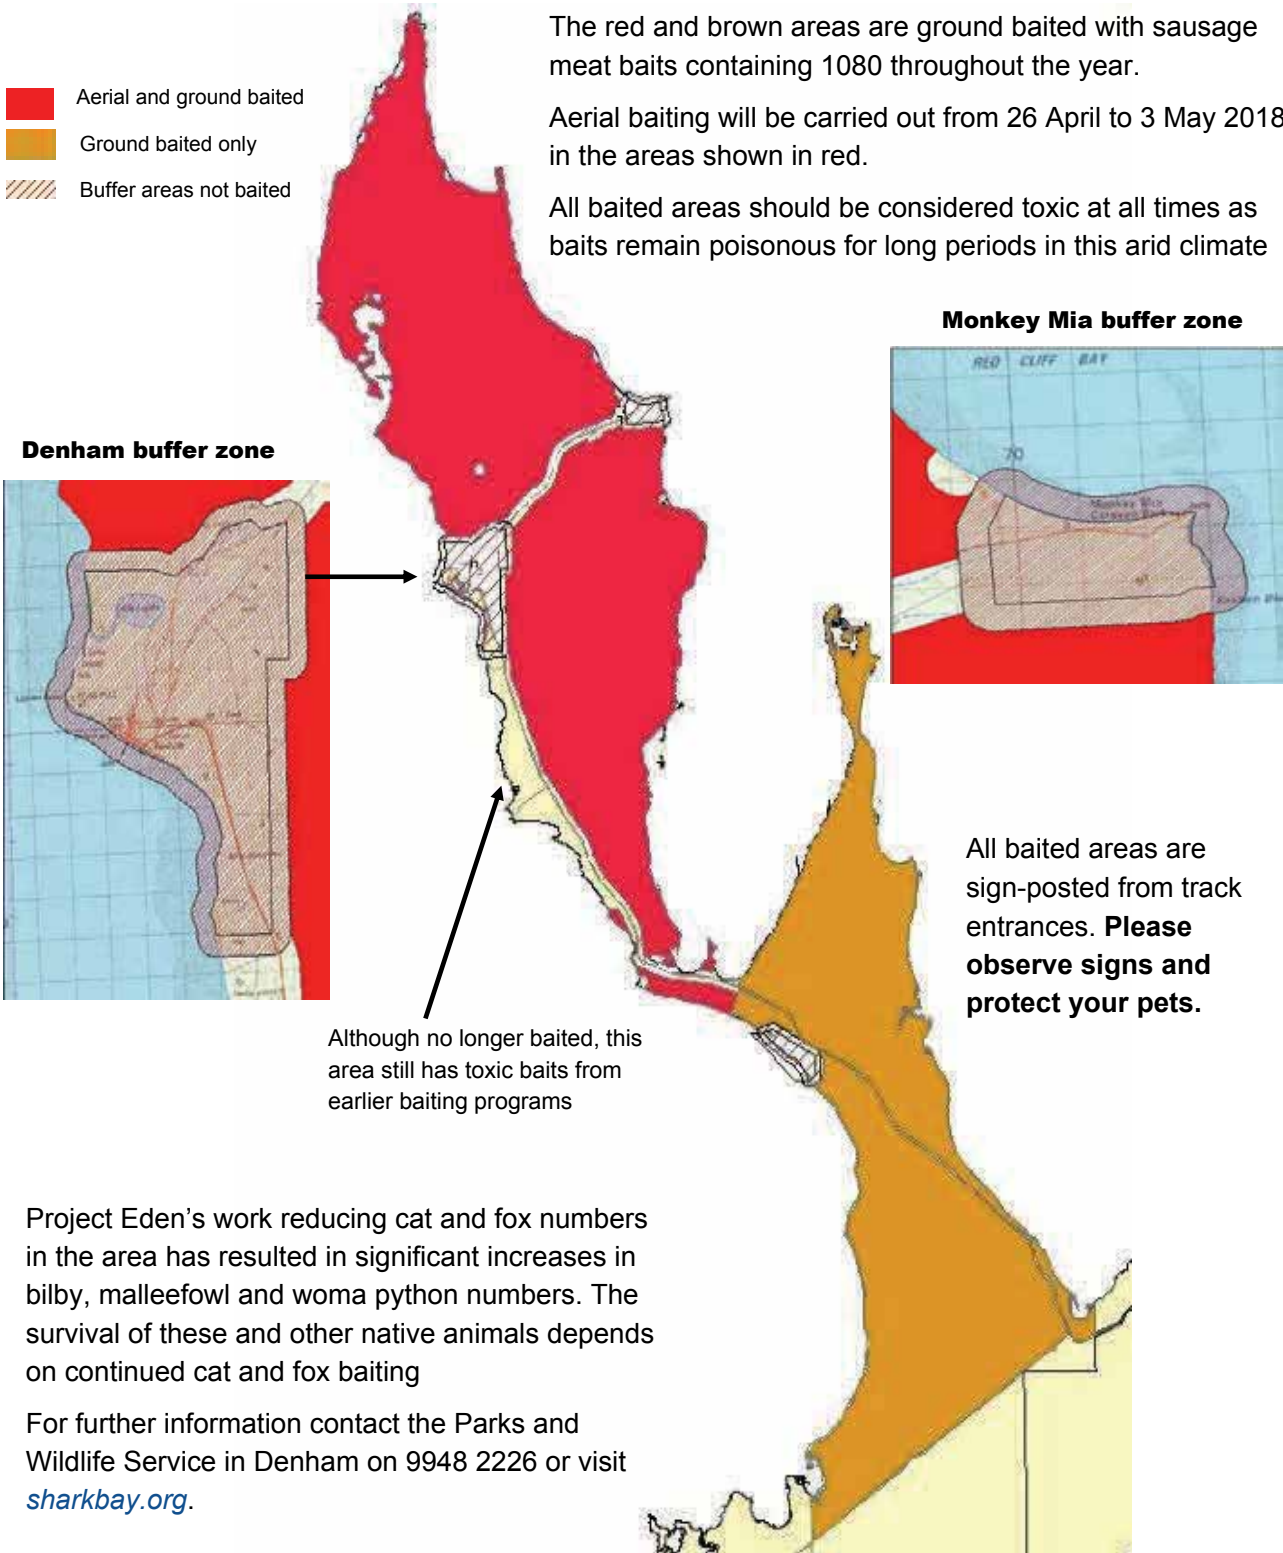 The red and brown areas are ground baited with sausage
meat baits containing 1080 throughout the year.
Aerial baiting will be carried out from 26 April to 3 May 2018
in the areas shown in red.
All baited areas should be considered toxic at all times as
baits remain poisonous for long periods in this arid climate
Aerial and ground baited
Ground baited only
Buffer areas not baited
Monkey Mia buffer zone
RED CLIFF BAY
70
Monkey Mia
Denham buffer zone
All baited areas are
sign-posted from track
entrances. Please
observe signs and
protect your pets.
Although no longer baited, this
area still has toxic baits from
earlier baiting programs
Project Eden's work reducing cat and fox numbers
in the area has resulted in significant increases in
bilby, malleefowl and woma python numbers. The
survival of these and other native animals depends
on continued cat and fox baiting
For further information contact the Parks and
Wildlife Service in Denham on 9948 2226 or visit
sharkbay.org.